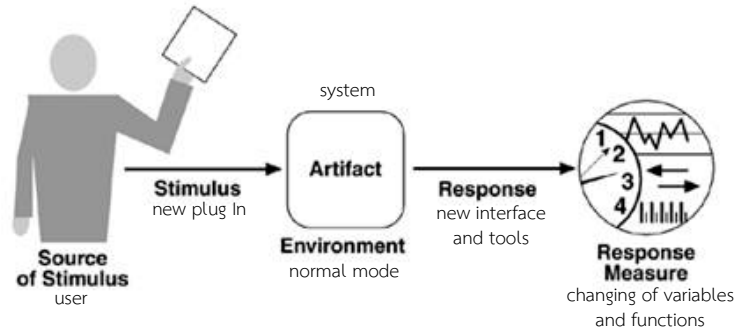 system
Artifact
Stimulus
new plug In
Response
new interface
and tools
1
2
3
4
Source
of Stimulus
user
Environment
normal mode
Response
Measure
changing of variables
and functions